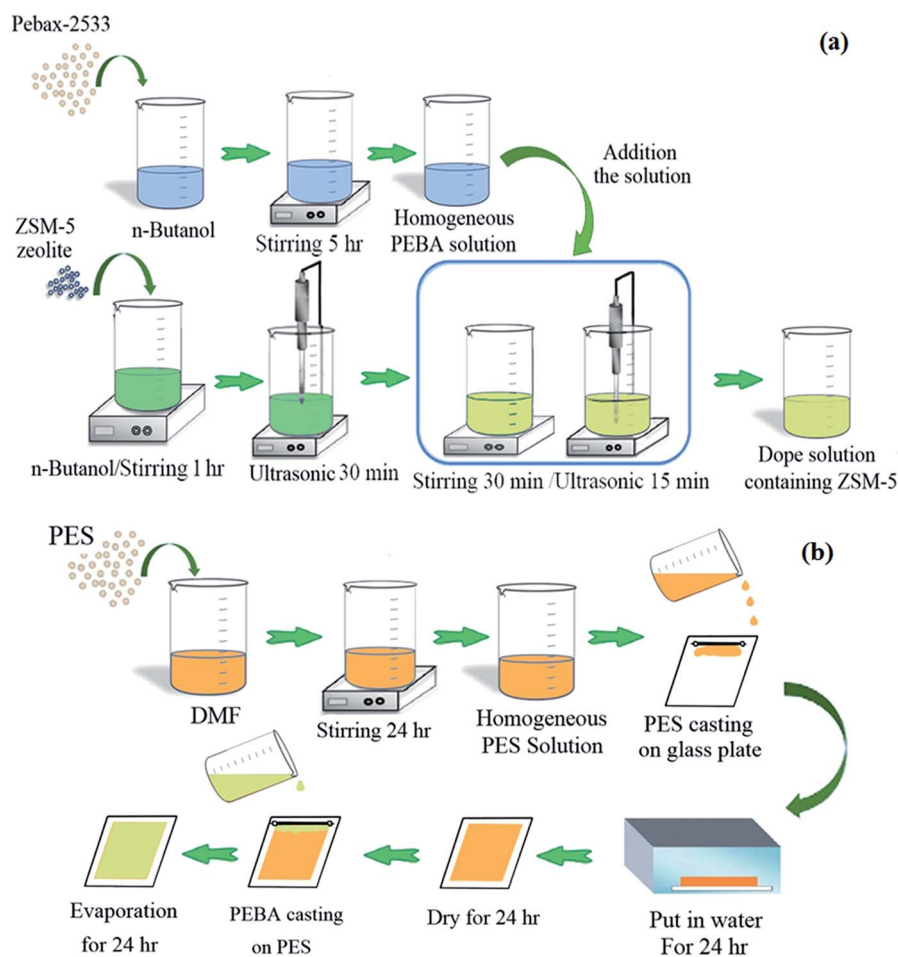 Pebax-2533
(a)
n-Butanol
Stirring 5 hr
Homogeneous
PEBA solution
Addition
the solution
ZSM-5
zeolite
n-Butanol/Stirring 1 hr
Ultrasonic 30 min
Stirring 30 min /Ultrasonic 15 min
Dope solution
containing ZSM-5
PES
(b)
DMF
Stirring 24 hr
Homogeneous
PES Solution
PES casting
on glass plate
Evaporation
for 24 hr
PEBA casting
on PES
Dry for 24 hr
Put in water
For 24 hr